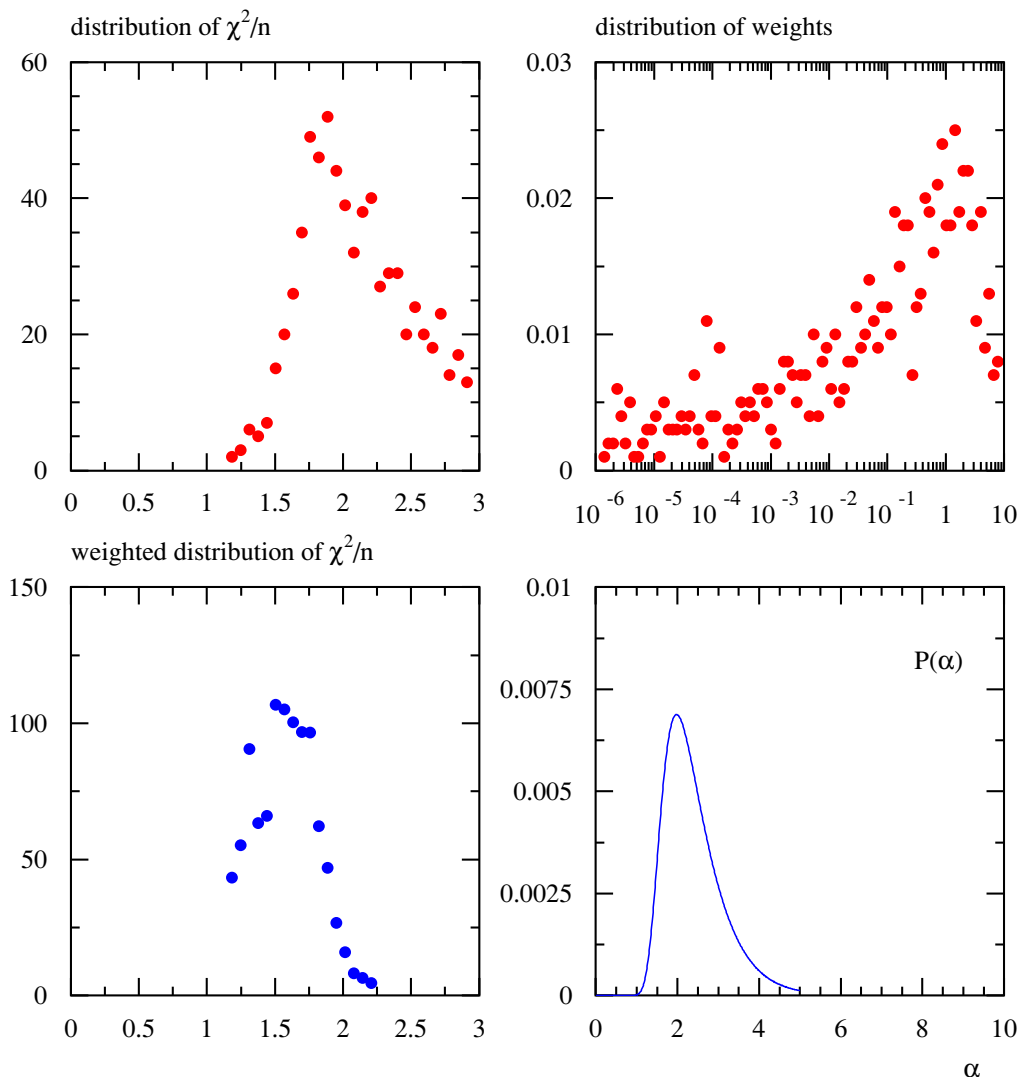 distribution of χ²/n
60
40
20
0
0 0.5 1 1.5 2 2.5 3
distribution of weights
0.03
0.02
0.01
0
10⁻⁶ 10⁻⁵ 10⁻⁴ 10⁻³ 10⁻² 10⁻¹ 1 10
weighted distribution of χ²/n
150
100
50
0
0 0.5 1 1.5 2 2.5 3
0.01
P(α)
0.0075
0.005
0.0025
0
0 2 4 6 8 10
α